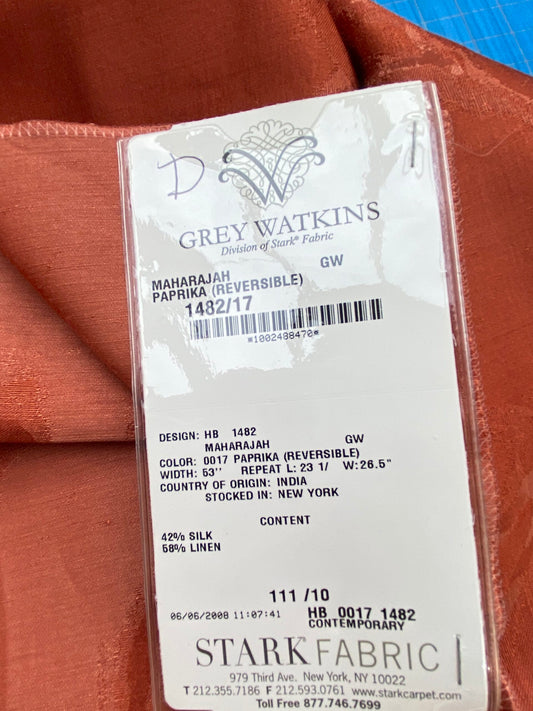 D
GREY WATKINS
Division of Stark® Fabric
MAHARAJAH GW
PAPRIKA (REVERSIBLE)
1482/17
*1002488470*
DESIGN: HB 1482
MAHARAJAH GW
COLOR: 0017 PAPRIKA (REVERSIBLE)
WIDTH: 53'' REPEAT L: 23 1/ W:26.5"
COUNTRY OF ORIGIN: INDIA
STOCKED IN: NEW YORK
CONTENT
42% SILK
58% LINEN
111 /10
06/06/2008 11:07:41 HB 0017 1482
CONTEMPORARY
STARK® FABRIC
979 Third Ave. New York, NY 10022
T 212.355.7186 F 212.593.0761 www.starkcarpet.com
Toll Free 877.746.7699